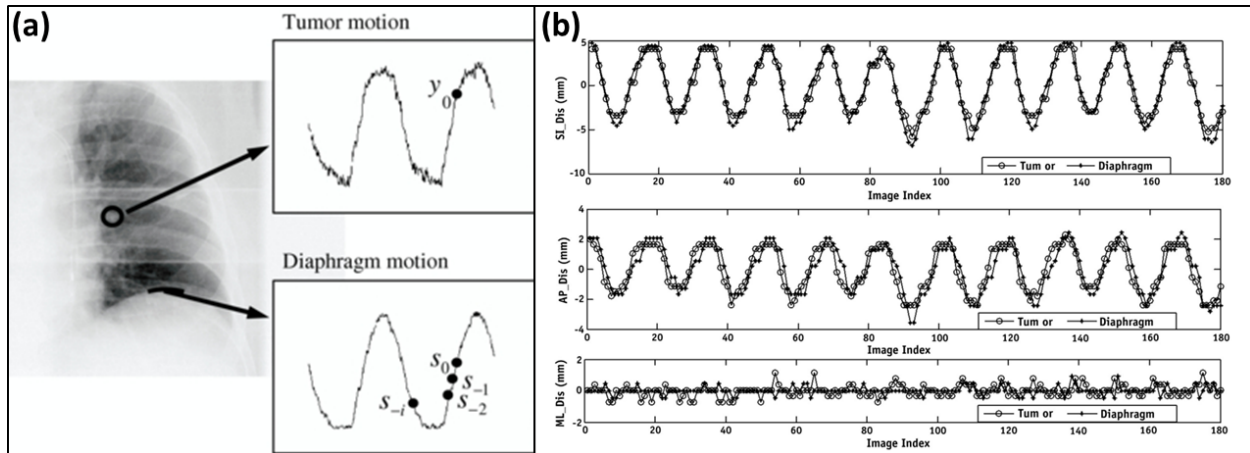 (a)
Tumor motion
y0
Diaphragm motion
s0
s-1
s-2
s-i
(b)
5
0
-5
-10
SI_Dis (mm)
Tum or Diaphragm
0 20 40 60 80 100 120 140 160 180
Image Index
4
2
0
-2
-4
AP_Dis (mm)
Tum or Diaphragm
0 20 40 60 80 100 120 140 160 180
Image Index
2
0
-2
ML_Dis (mm)
Tum or Diaphragm
0 20 40 60 80 100 120 140 160 180
Image Index